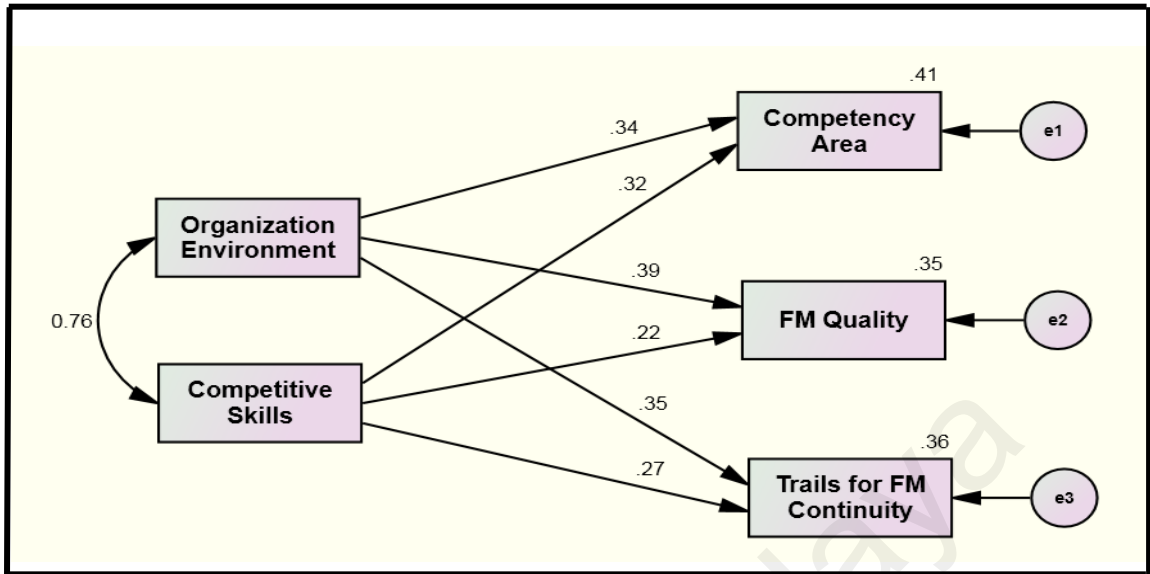 .41
Competency
Area
e1
.34
.32
Organization
Environment
.39
.35
FM Quality
e2
0.76
.22
Competitive
Skills
.35
.27
.36
Trails for FM
Continuity
e3
laya